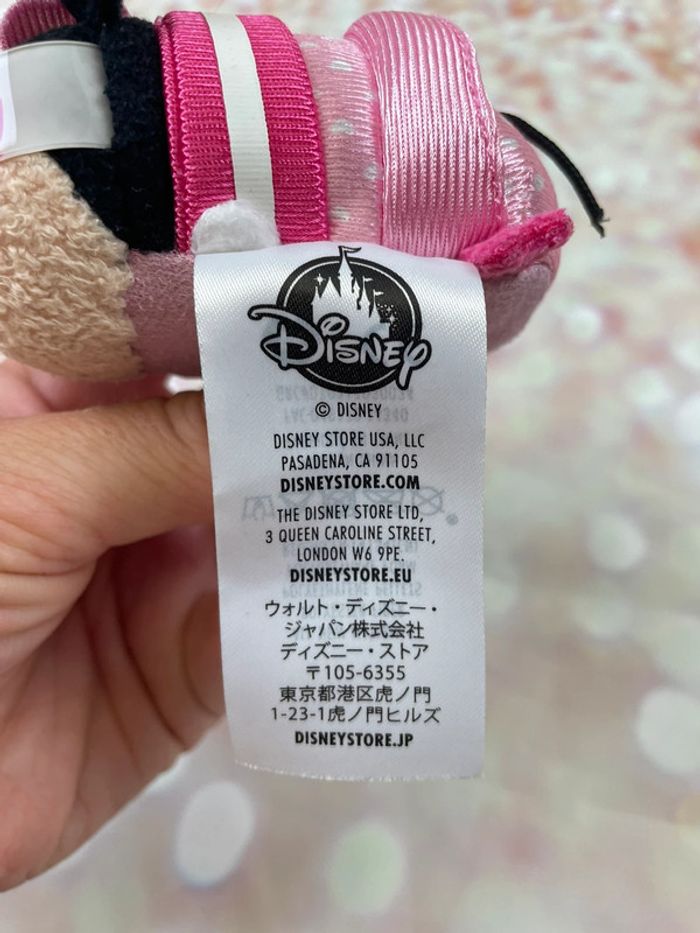 Disney
© DISNEY
DISNEY STORE USA, LLC
PASADENA, CA 91105
DISNEYSTORE.COM
THE DISNEY STORE LTD,
3 QUEEN CAROLINE STREET,
LONDON W6 9PE.
DISNEYSTORE.EU
ウォルト・ディズニー・
ジャパン株式会社
ディズニー・ストア
〒105-6355
東京都港区虎ノ門
1-23-1虎ノ門ヒルズ
DISNEYSTORE.JP